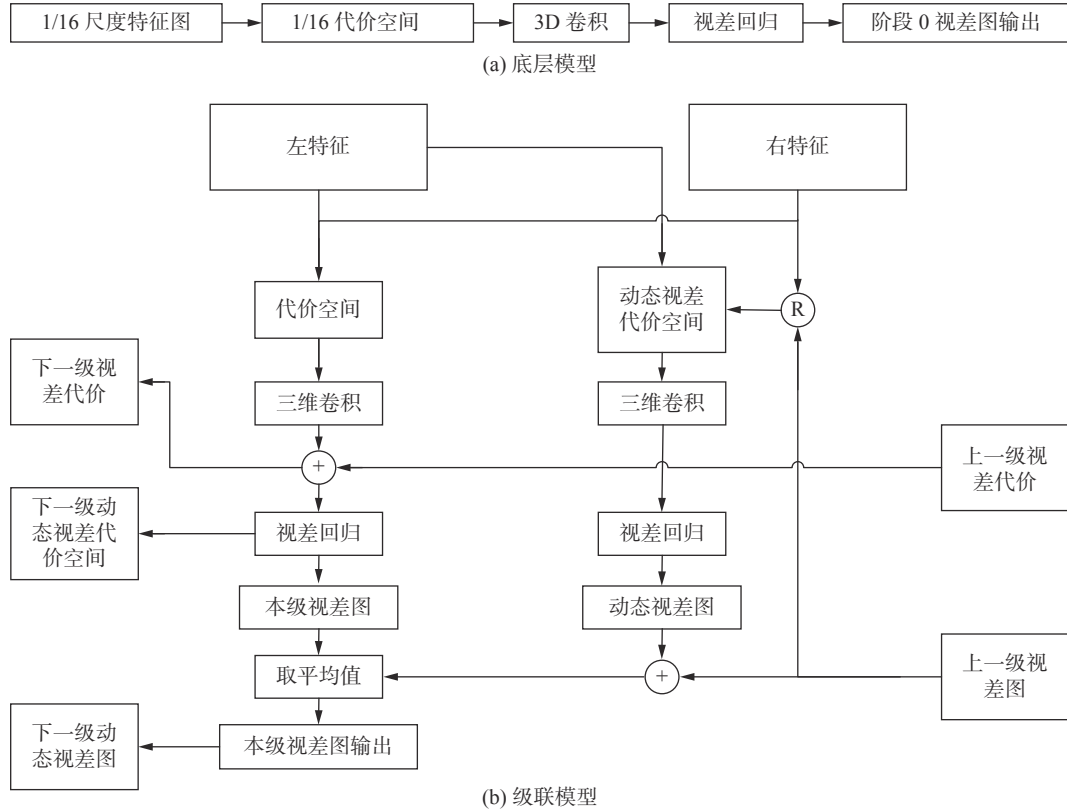 1/16 尺度特征图
1/16 代价空间
3D 卷积
视差回归
阶段 0 视差图输出
(a) 底层模型
左特征
右特征
代价空间
动态视差
代价空间
R
下一级视
差代价
三维卷积
三维卷积
+
上一级视
差代价
下一级动
态视差代
价空间
视差回归
视差回归
本级视差图
动态视差图
取平均值
+
上一级视
差图
下一级动
态视差图
本级视差图输出
(b) 级联模型